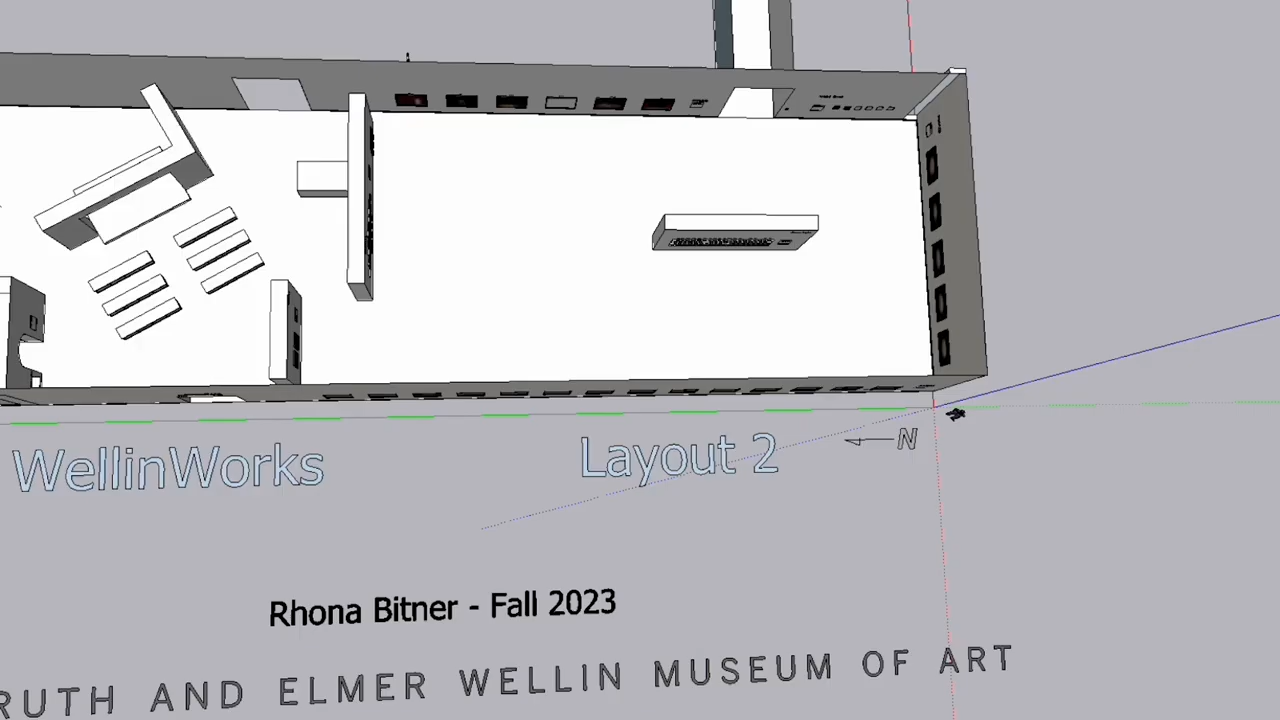 WellinWorks
Layout 2
N
Rhona Bitner - Fall 2023
RUTH AND ELMER WELLIN MUSEUM OF ART